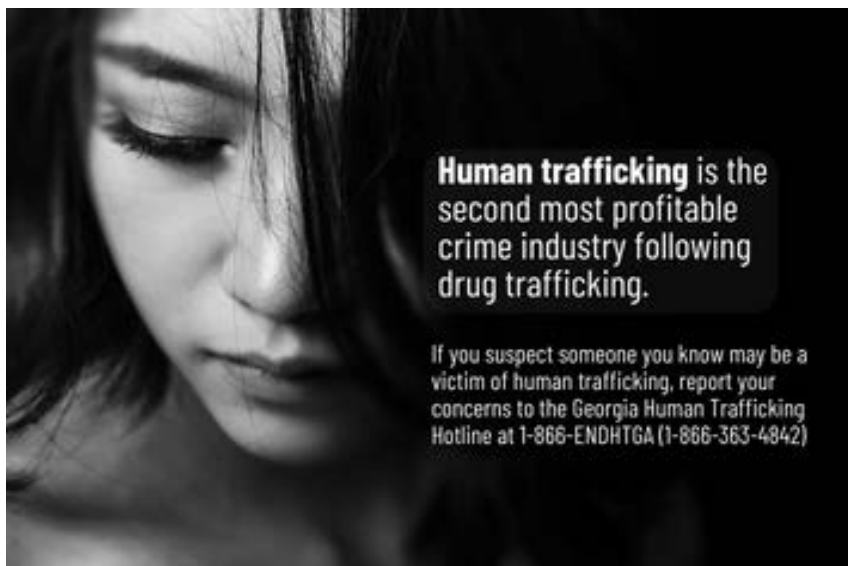 Human trafficking is the
second most profitable
crime industry following
drug trafficking.
If you suspect someone you know may be a
victim of human trafficking, report your
concerns to the Georgia Human Trafficking
Hotline at 1-866-ENDHTGA (1-866-363-4842)